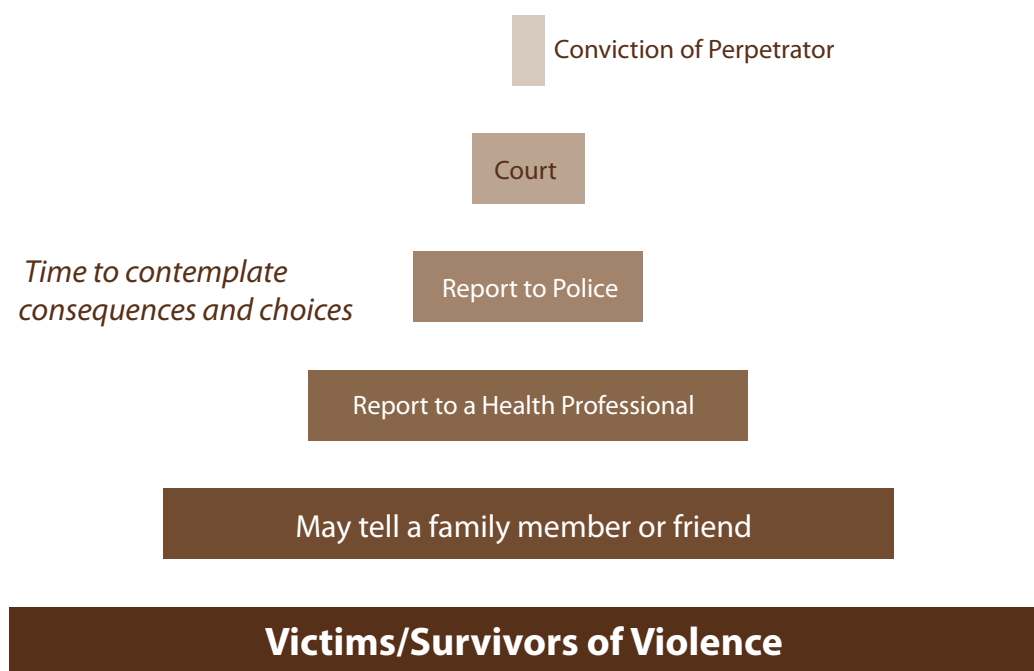 Conviction of Perpetrator
Court
Time to contemplate
consequences and choices
Report to Police
Report to a Health Professional
May tell a family member or friend
Victims/Survivors of Violence